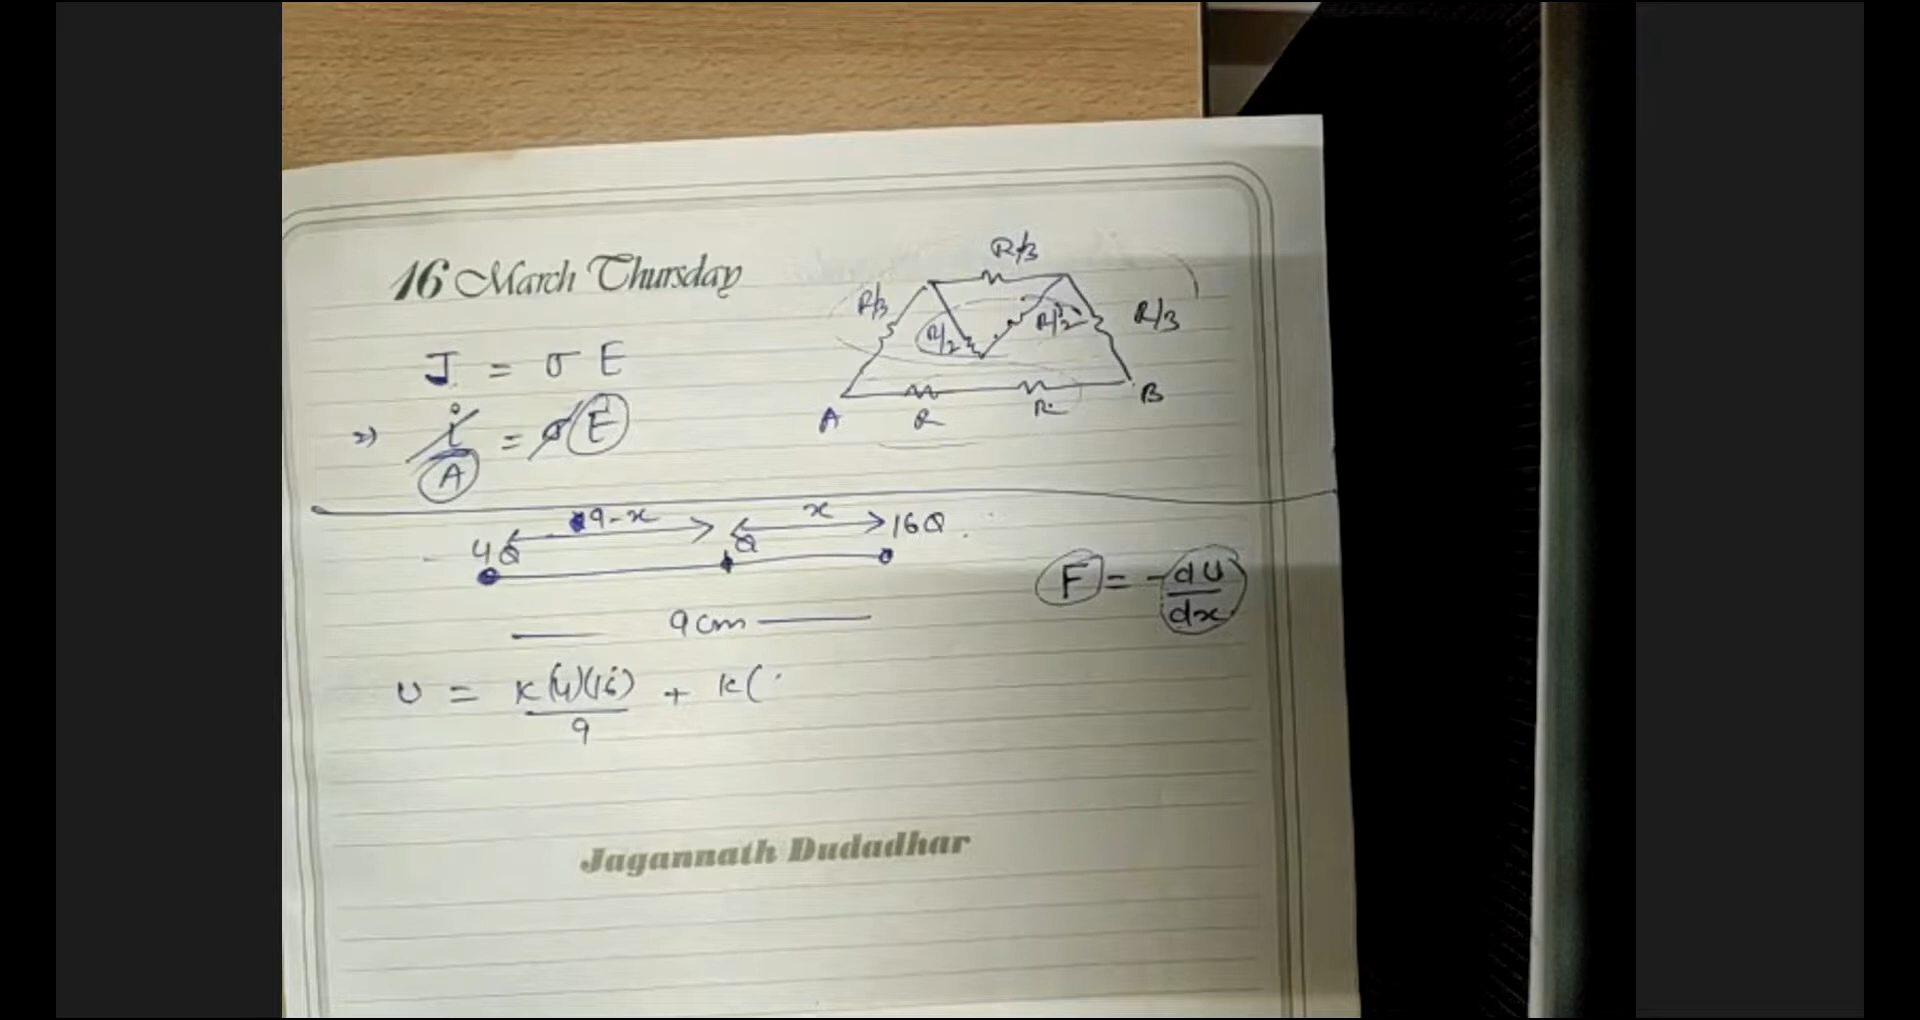 16 March Thursday
R/3
R/3
R/3
R/2
R/2
A
R
R
B
J = σ E
⇒ i/A = σ E
9-x
x
4Q
Q
16Q
9cm
F = - dU/dx
U = K(4)(16)/9 + K(
Jagannath Dudadhar